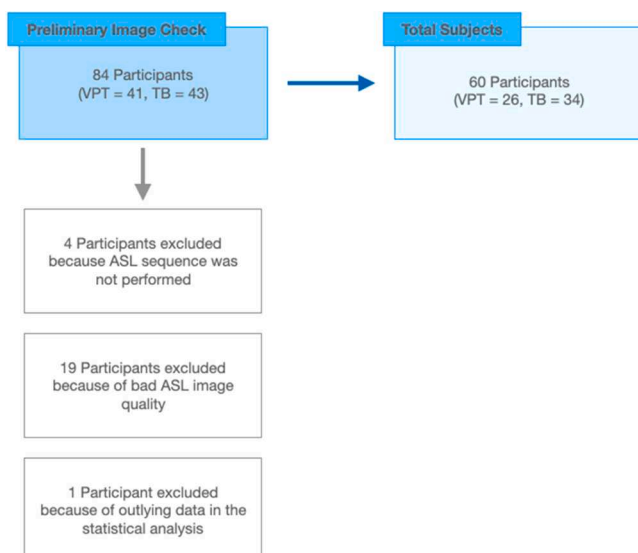 Preliminary Image Check
84 Participants
(VPT = 41, TB = 43)
Total Subjects
60 Participants
(VPT = 26, TB = 34)
4 Participants excluded
because ASL sequence was
not performed
19 Participants excluded
because of bad ASL image
quality
1 Participant excluded
because of outlying data in the
statistical analysis